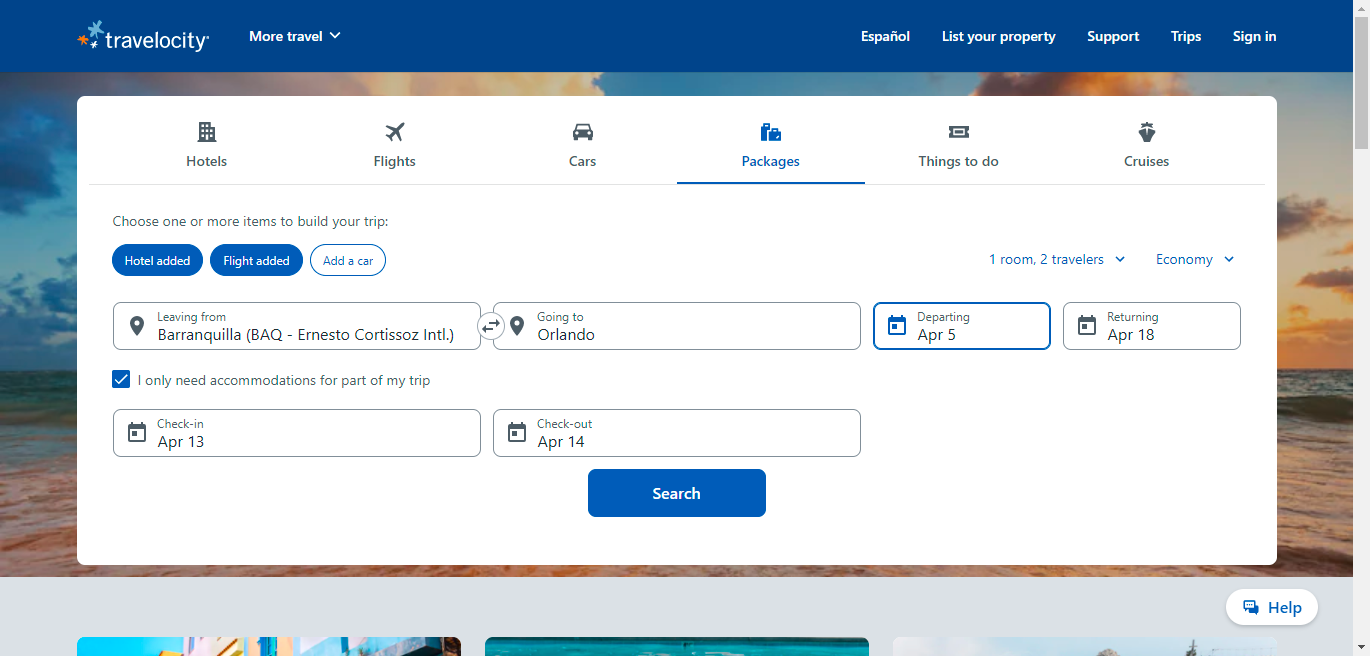 travelocity
More travel
Español
List your property
Support
Trips
Sign in
Hotels
Flights
Cars
Packages
Things to do
Cruises
Choose one or more items to build your trip:
Hotel added
Flight added
Add a car
1 room, 2 travelers
Economy
Leaving from
Barranquilla (BAQ - Ernesto Cortissoz Intl.)
Going to
Orlando
Departing
Apr 5
Returning
Apr 18
I only need accommodations for part of my trip
Check-in
Apr 13
Check-out
Apr 14
Search
Help